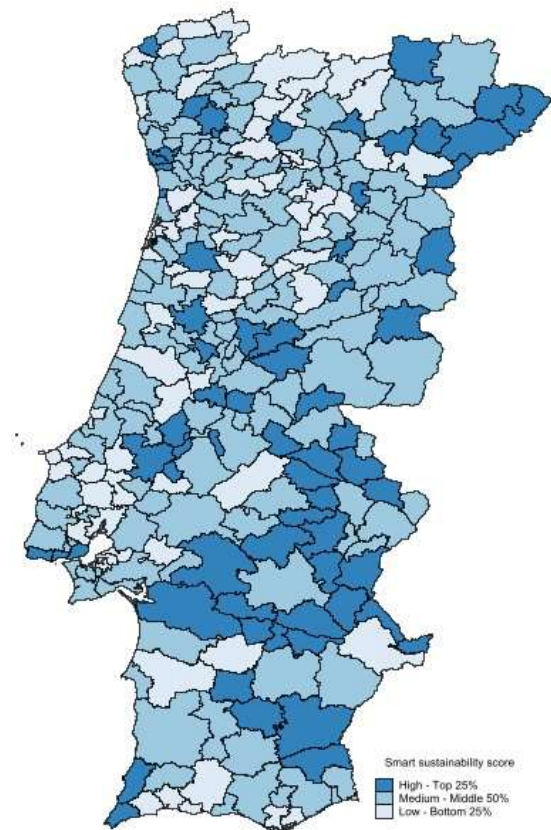 Smart sustainability score
High - Top 25%
Medium - Middle 50%
Low - Bottom 25%